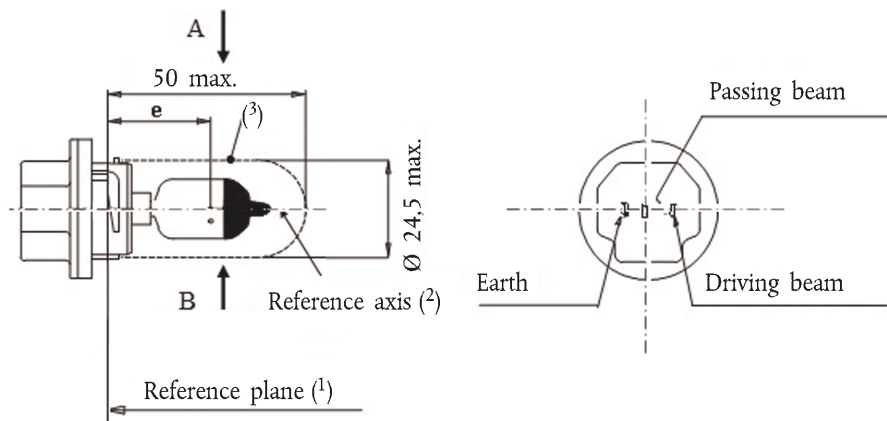 A
50 max.
e
(³)
Ø 24,5 max.
B
Reference axis (²)
Reference plane (¹)
Passing beam
Earth
Driving beam